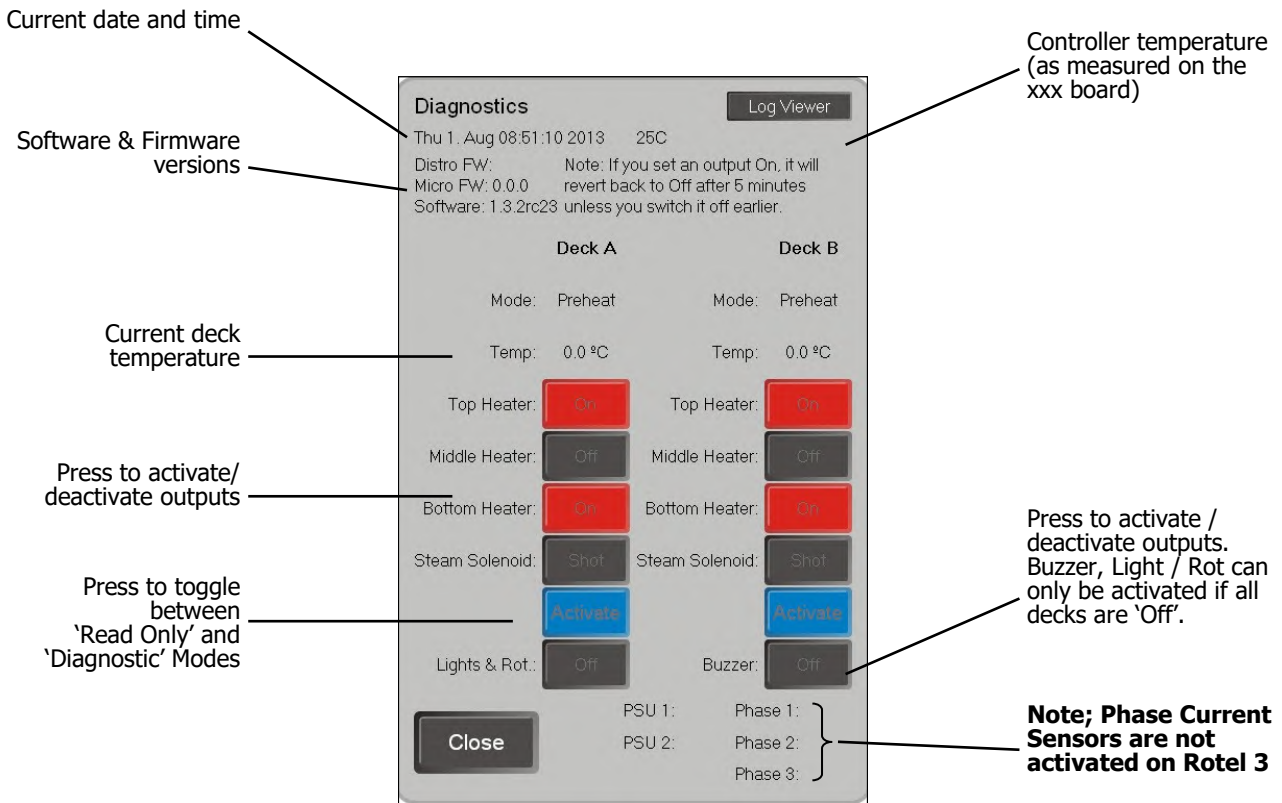 Current date and time
Controller temperature
(as measured on the
xxx board)
Software & Firmware
versions
Diagnostics
Log Viewer
Thu 1. Aug 08:51:10 2013 25C
Distro FW: Note: If you set an output On, it will
Micro FW: 0.0.0 revert back to Off after 5 minutes
Software: 1.3.2rc23 unless you switch it off earlier.
Deck A Deck B
Mode: Preheat Mode: Preheat
Current deck
temperature
Temp: 0.0 ºC Temp: 0.0 ºC
Top Heater: On Top Heater: On
Middle Heater: Off Middle Heater: Off
Press to activate/
deactivate outputs
Bottom Heater: On Bottom Heater: On
Steam Solenoid: Shot Steam Solenoid: Shot
Press to toggle
between
‘Read Only’ and
‘Diagnostic’ Modes
Activate Activate
Lights & Rot.: Off Buzzer: Off
Press to activate /
deactivate outputs.
Buzzer, Light / Rot can
only be activated if all
decks are ‘Off’.
Close
PSU 1: Phase 1:
PSU 2: Phase 2:
Phase 3:
Note; Phase Current
Sensors are not
activated on Rotel 3